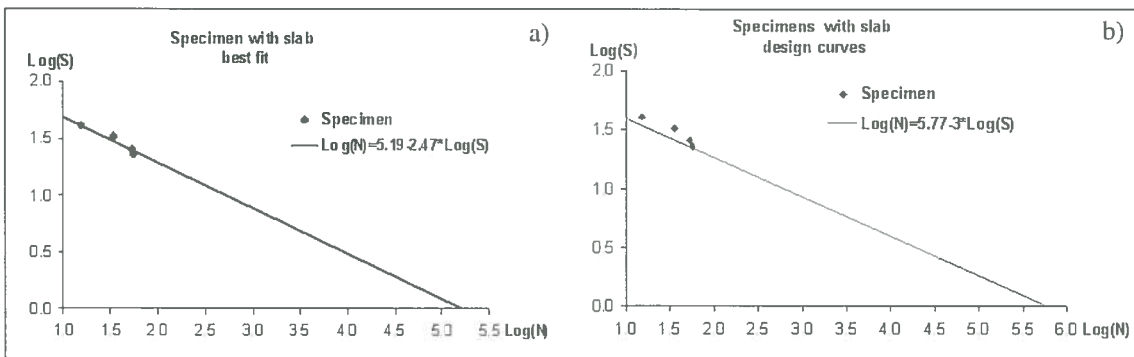 Specimen with slab
best fit
a)
Log(S)
2.0
1.5
1.0
0.5
0.0
Specimen
Log(N)=5.19-2.47*Log(S)
1.0 1.5 2.0 2.5 3.0 3.5 4.0 4.5 5.0 5.5 Log(N)
Specimens with slab
design curves
b)
Log(S)
2.0
1.5
1.0
0.5
0.0
Specimen
Log(N)=5.77-3*Log(S)
1.0 1.5 2.0 2.5 3.0 3.5 4.0 4.5 5.0 5.5 6.0 Log(N)